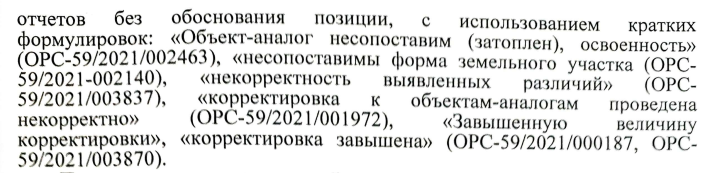 отчетов без обоснования позиции, с использованием кратких
формулировок: «Объект-аналог несопоставим (затоплен), освоенность»
(ОРС-59/2021/002463), «несопоставимы форма земельного участка (ОРС-
59/2021-002140), «некорректность выявленных различий» (ОРС-
59/2021/003837), «корректировка к объектам-аналогам проведена
некорректно» (ОРС-59/2021/001972), «Завышенную величину
корректировки», «корректировка завышена» (ОРС-59/2021/000187, ОРС-
59/2021/003870).